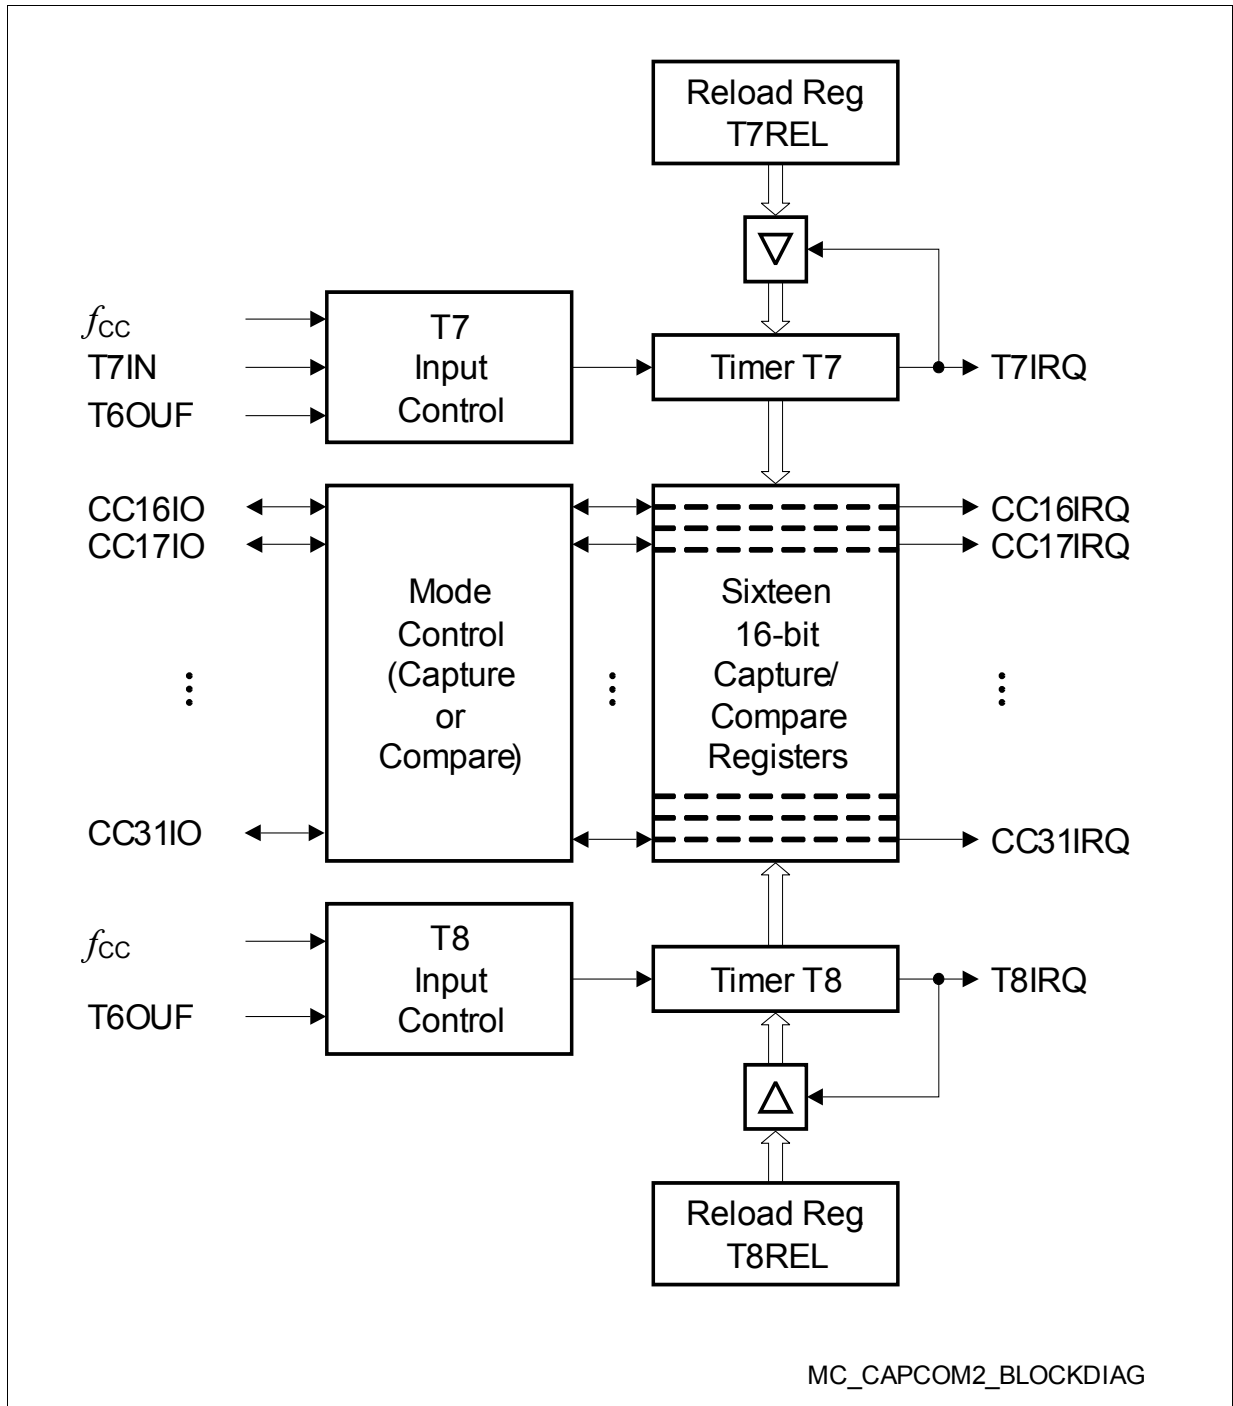 Reload Reg
T7REL
fCC
T7IN
T6OUF
T7
Input
Control
Timer T7
T7IRQ
CC16IO
CC17IO
CC31IO
Mode
Control
(Capture
or
Compare)
Sixteen
16-bit
Capture/
Compare
Registers
CC16IRQ
CC17IRQ
CC31IRQ
fCC
T6OUF
T8
Input
Control
Timer T8
T8IRQ
Reload Reg
T8REL
MC_CAPCOM2_BLOCKDIAG